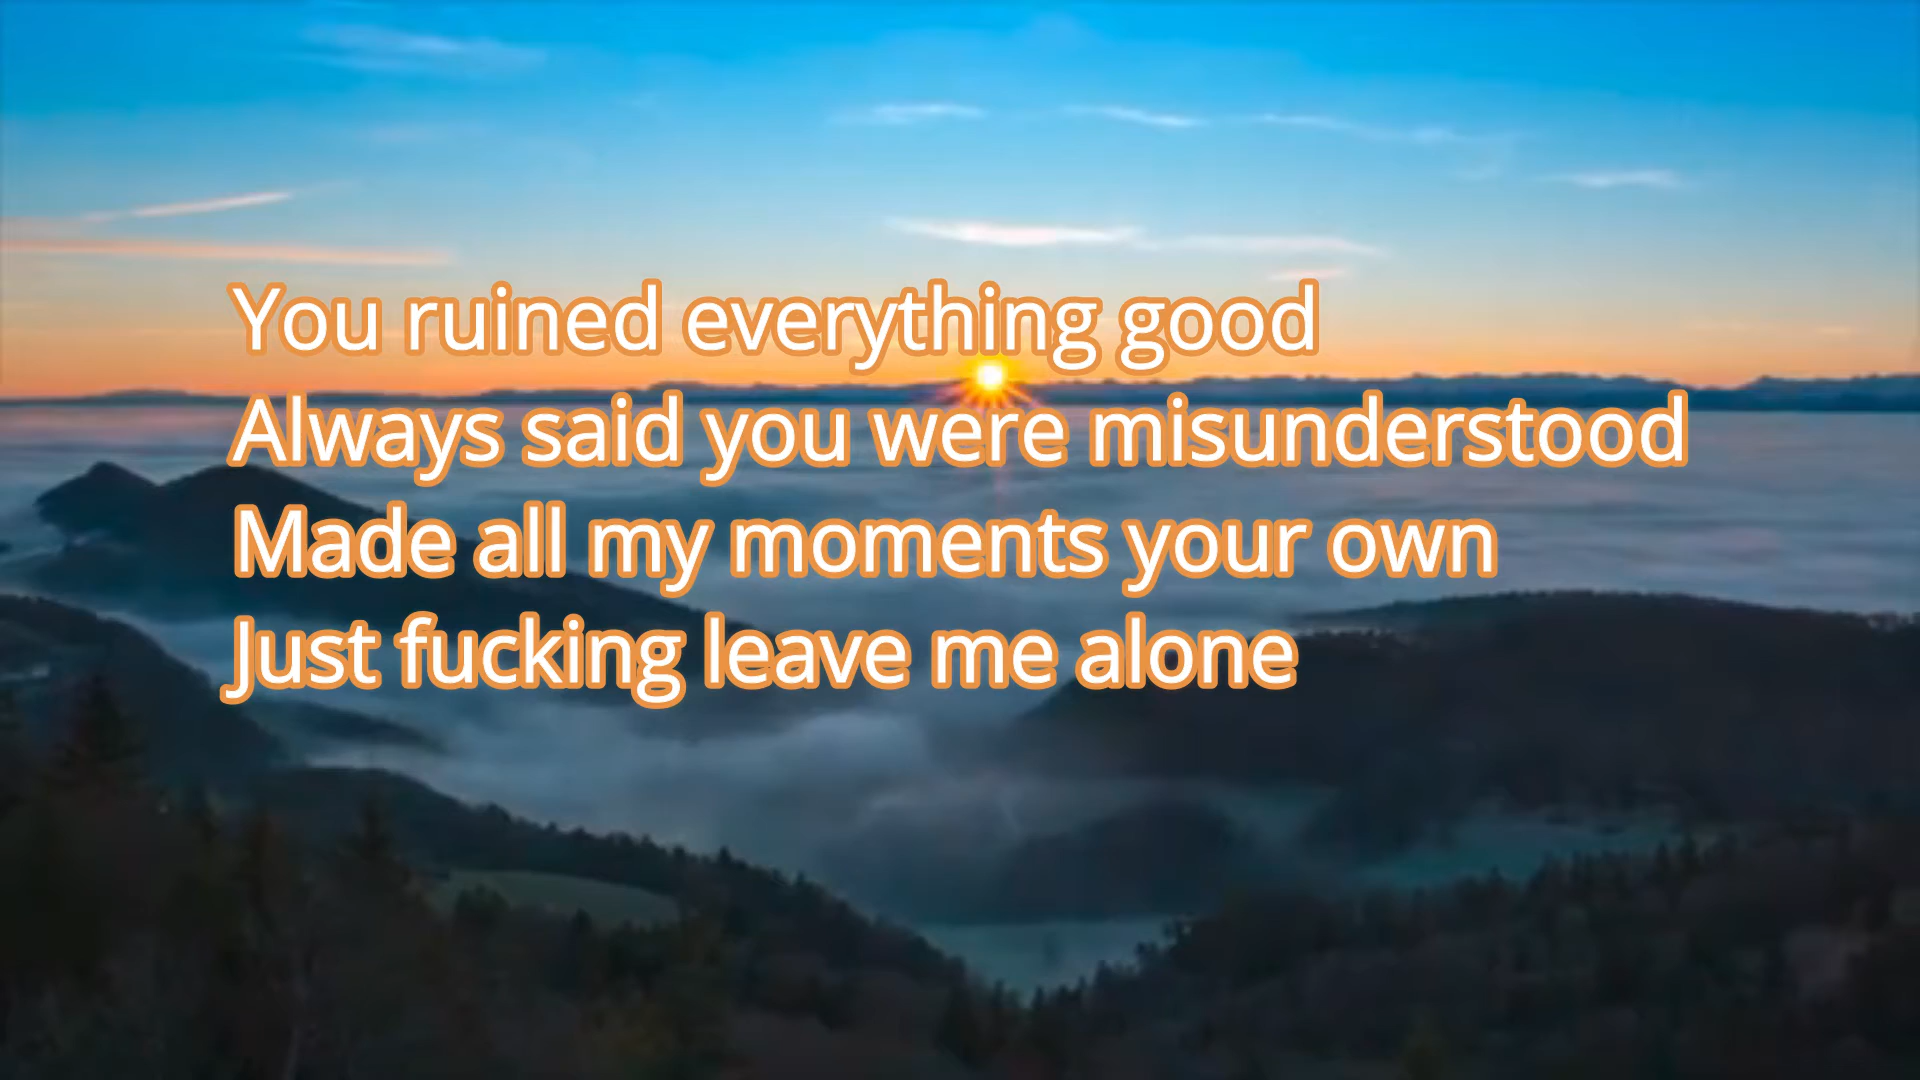 You ruined everything good
Always said you were misunderstood
Made all my moments your own
Just fucking leave me alone